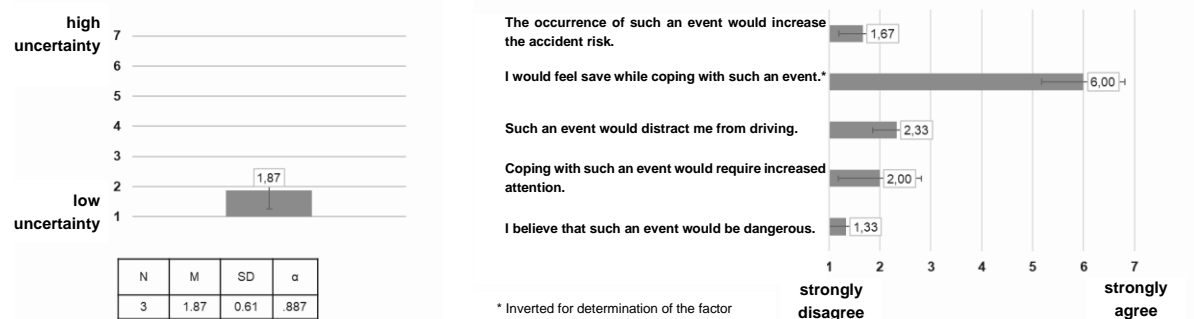 high
uncertainty
7
6
5
4
3
2
1
low
uncertainty
1,87
N M SD α
3 1.87 0.61 .887
The occurrence of such an event would increase
the accident risk.
1,67
I would feel save while coping with such an event.*
6,00
Such an event would distract me from driving.
2,33
Coping with such an event would require increased
attention.
2,00
I believe that such an event would be dangerous.
1,33
1 2 3 4 5 6 7
strongly
disagree
strongly
agree
* Inverted for determination of the factor